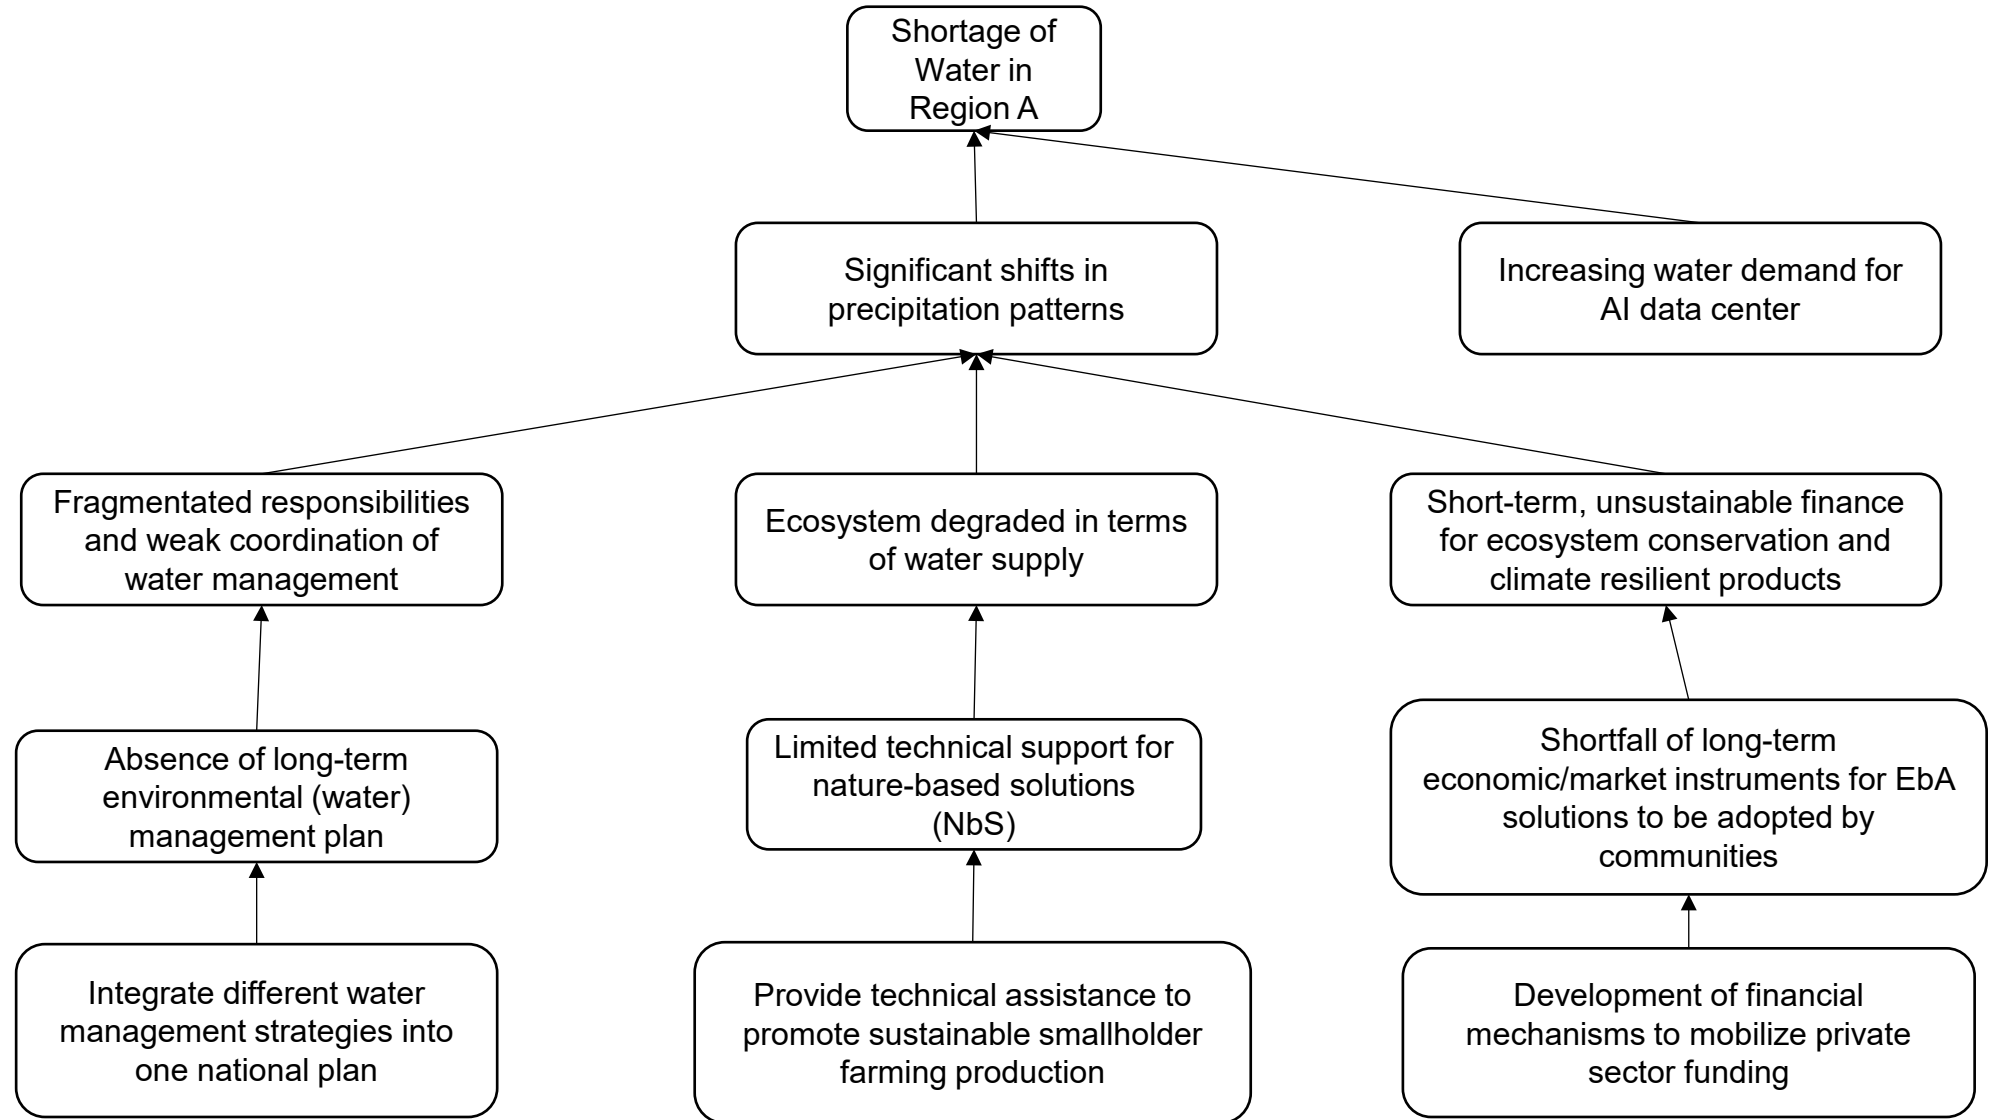 Shortage of
Water in
Region A
Significant shifts in
precipitation patterns
Increasing water demand for
AI data center
Fragmentated responsibilities
and weak coordination of
water management
Ecosystem degraded in terms
of water supply
Short-term, unsustainable finance
for ecosystem conservation and
climate resilient products
Absence of long-term
environmental (water)
management plan
Limited technical support for
nature-based solutions
(NbS)
Shortfall of long-term
economic/market instruments for EbA
solutions to be adopted by
communities
Integrate different water
management strategies into
one national plan
Provide technical assistance to
promote sustainable smallholder
farming production
Development of financial
mechanisms to mobilize private
sector funding